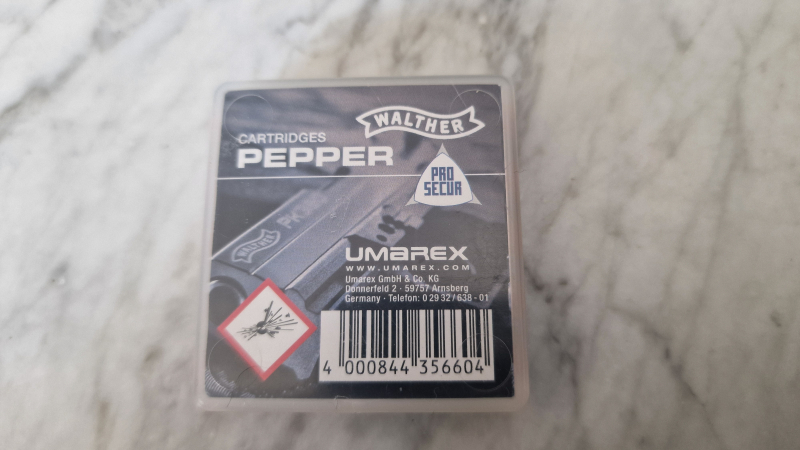 WALTHER
CARTRIDGES
PEPPER
PRO
SECUR
WALTHER
UMAREX
WWW.UMAREX.COM
Umarex GmbH & Co. KG
Donnerfeld 2 · 59757 Arnsberg
Germany · Telefon: 0 29 32 / 638 - 01
4 000844 356604